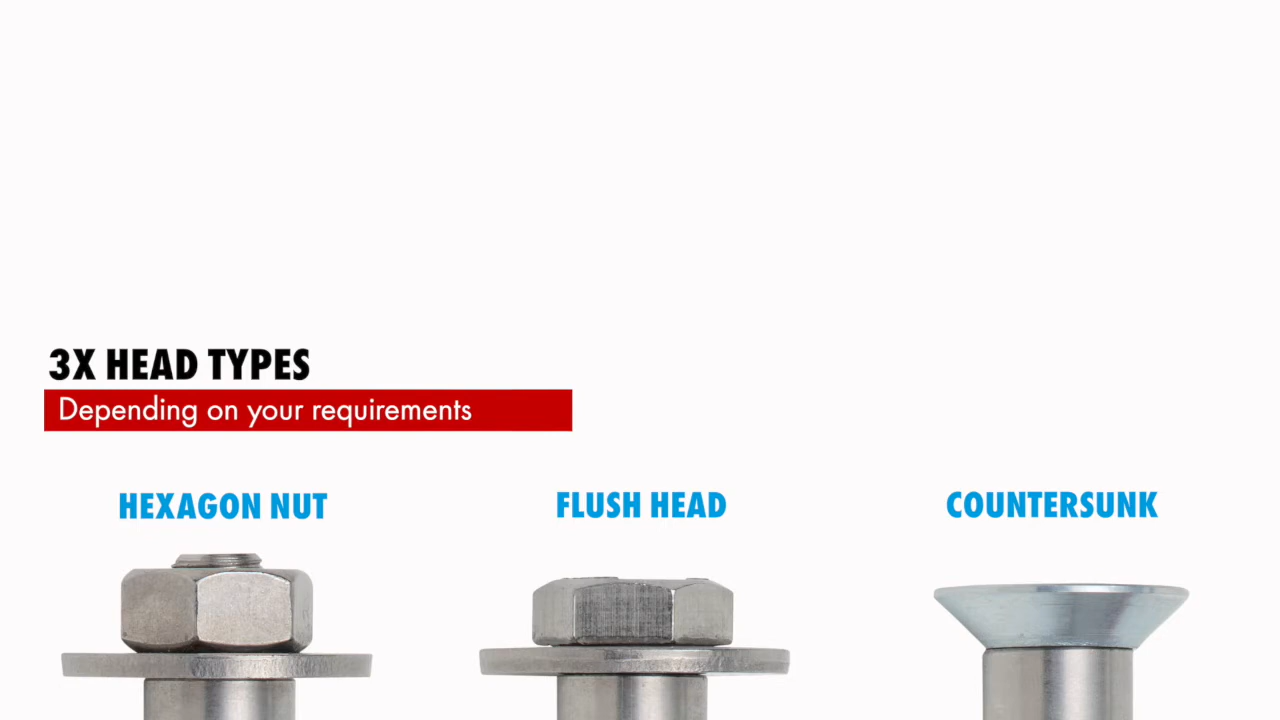 3X HEAD TYPES
Depending on your requirements
HEXAGON NUT
FLUSH HEAD
COUNTERSUNK